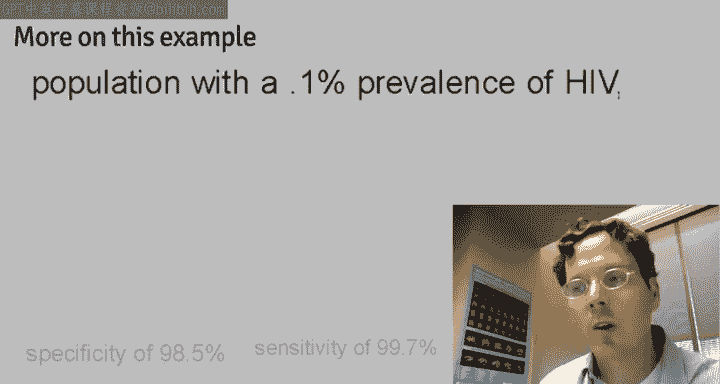 More on this example
population with a .1% prevalence of HIV,
specificity of 98.5% sensitivity of 99.7%